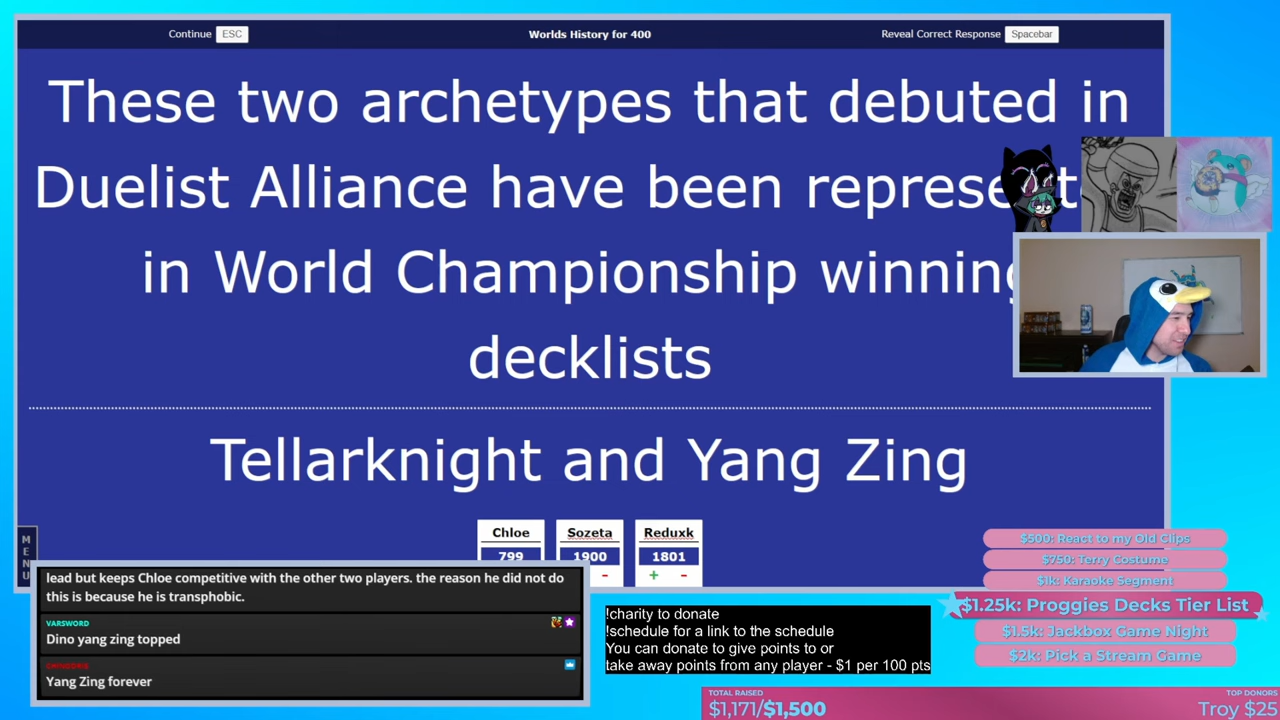 Continue ESC
Worlds History for 400
Reveal Correct Response Spacebar
These two archetypes that debuted in
Duelist Alliance have been
in World Championship winning
decklists
Tellarknight and Yang Zing
MENU
Chloe Sozeta Reduxk
799 1900 1801
- + -
lead but keeps Chloe competitive with the other two players. the reason he did not do
this is because he is transphobic.
VARSWORD
Dino yang zing topped
Yang Zing forever
!charity to donate
!schedule for a link to the schedule
You can donate to give points to or
take away points from any player - $1 per 100 pts
$500: React to my Old Clips
$750: Terry Costume
$1k: Karaoke Segment
$1.25k: Proggies Decks Tier List
$1.5k: Jackbox Game Night
$2k: Pick a Stream Game
TOTAL RAISED
$1,171/$1,500
TOP DONORS
Troy $25